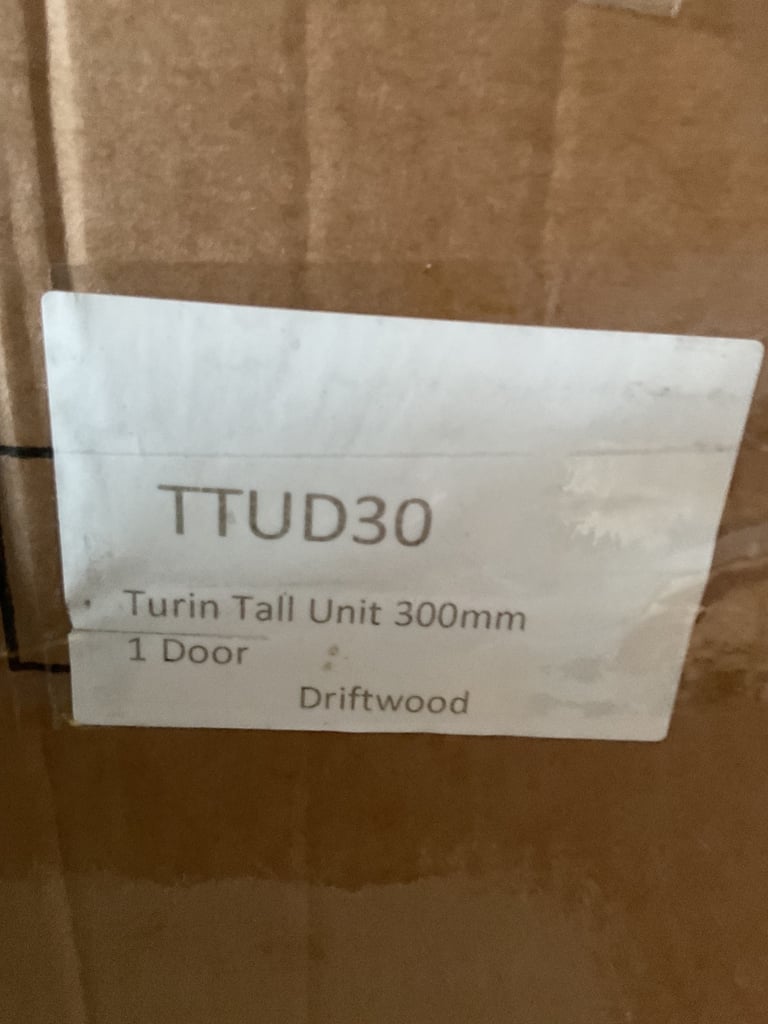 TTUD30
Turin Tall Unit 300mm
1 Door
Driftwood